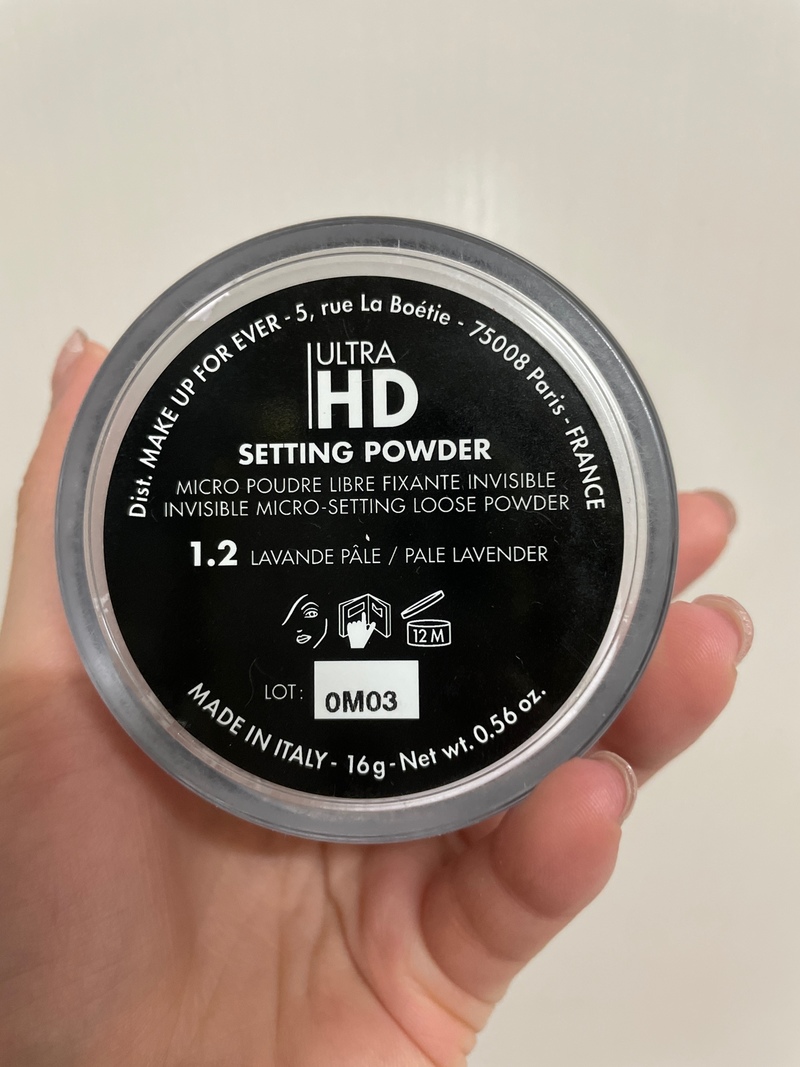 Dist. MAKE UP FOR EVER - 5, rue La Boétie - 75008 Paris - FRANCE
ULTRA
HD
SETTING POWDER
MICRO POUDRE LIBRE FIXANTE INVISIBLE
INVISIBLE MICRO-SETTING LOOSE POWDER
1.2 LAVANDE PÂLE / PALE LAVENDER
12 M
LOT: 0M03
MADE IN ITALY - 16g - Net wt. 0.56 oz.